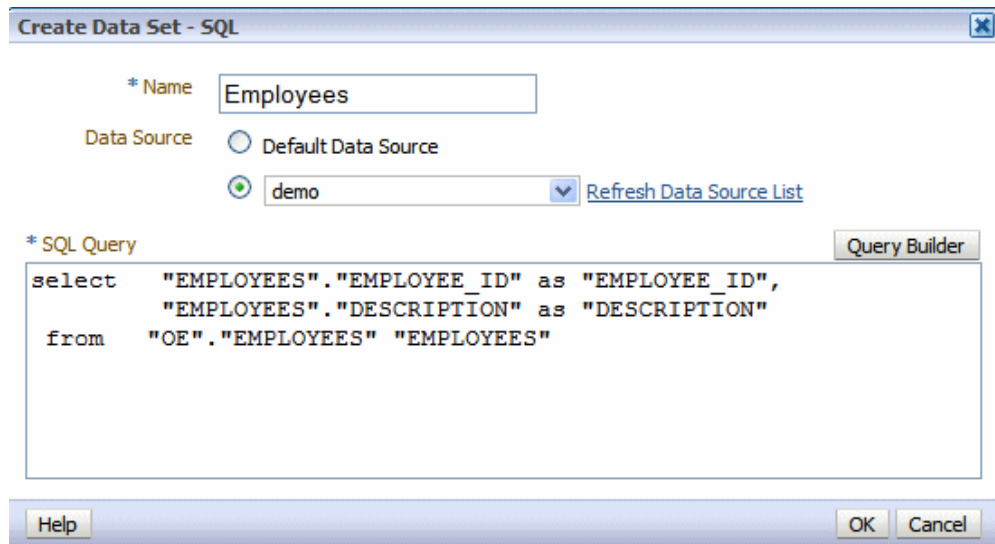 Create Data Set - SQL
* Name Employees
Data Source Default Data Source
demo Refresh Data Source List
* SQL Query Query Builder
select "EMPLOYEES"."EMPLOYEE_ID" as "EMPLOYEE_ID",
"EMPLOYEES"."DESCRIPTION" as "DESCRIPTION"
from "OE"."EMPLOYEES" "EMPLOYEES"
Help OK Cancel